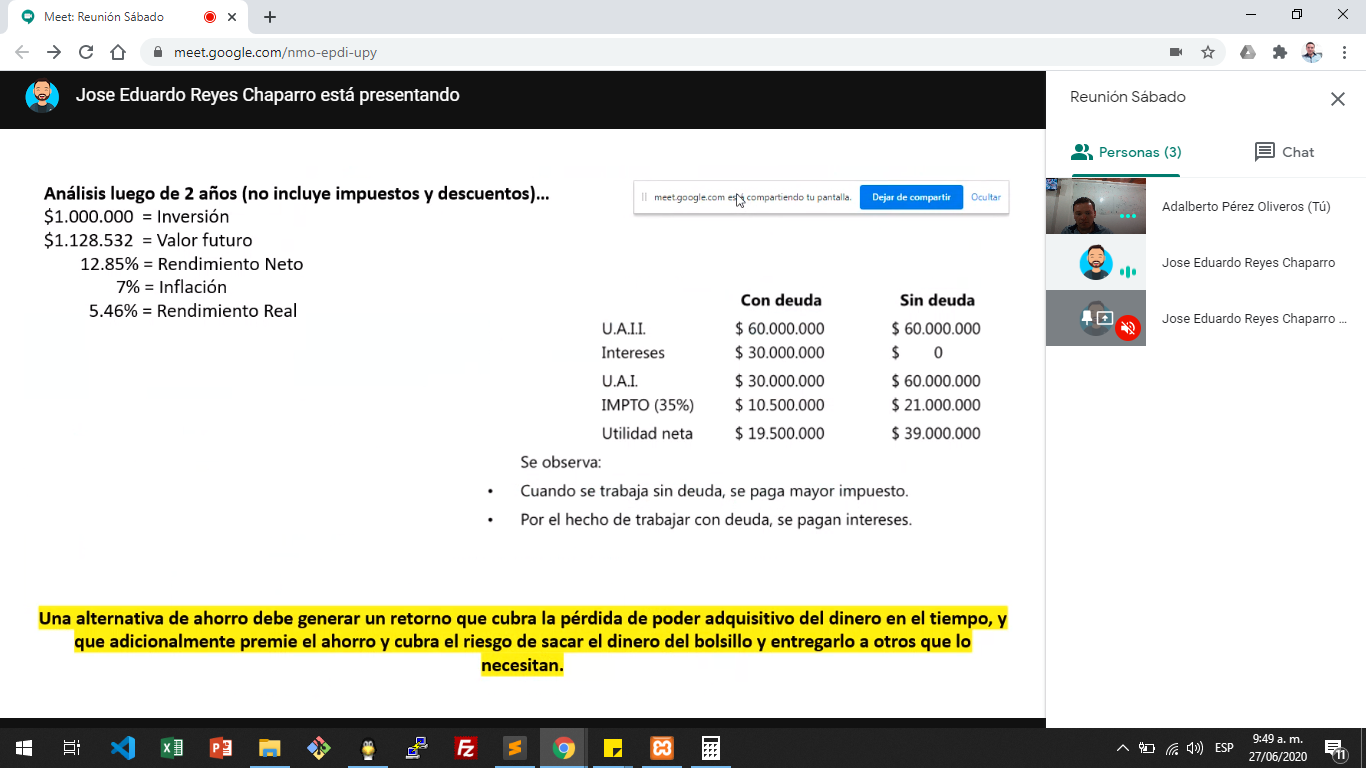 Meet: Reunión Sábado
meet.google.com/nmo-epdi-upy
Jose Eduardo Reyes Chaparro está presentando
Análisis luego de 2 años (no incluye impuestos y descuentos)...
$1.000.000 = Inversión
$1.128.532 = Valor futuro
12.85% = Rendimiento Neto
7% = Inflación
5.46% = Rendimiento Real
meet.google.com está compartiendo tu pantalla. Dejar de compartir Ocultar
Con deuda Sin deuda
U.A.I.I. $ 60.000.000 $ 60.000.000
Intereses $ 30.000.000 $ 0
U.A.I. $ 30.000.000 $ 60.000.000
IMPTO (35%) $ 10.500.000 $ 21.000.000
Utilidad neta $ 19.500.000 $ 39.000.000
Se observa:
• Cuando se trabaja sin deuda, se paga mayor impuesto.
• Por el hecho de trabajar con deuda, se pagan intereses.
Una alternativa de ahorro debe generar un retorno que cubra la pérdida de poder adquisitivo del dinero en el tiempo, y
que adicionalmente premie el ahorro y cubra el riesgo de sacar el dinero del bolsillo y entregarlo a otros que lo
necesitan.
Reunión Sábado
Personas (3) Chat
Adalberto Pérez Oliveros (Tú)
Jose Eduardo Reyes Chaparro
Jose Eduardo Reyes Chaparro ...
ESP
9:49 a. m.
27/06/2020
11